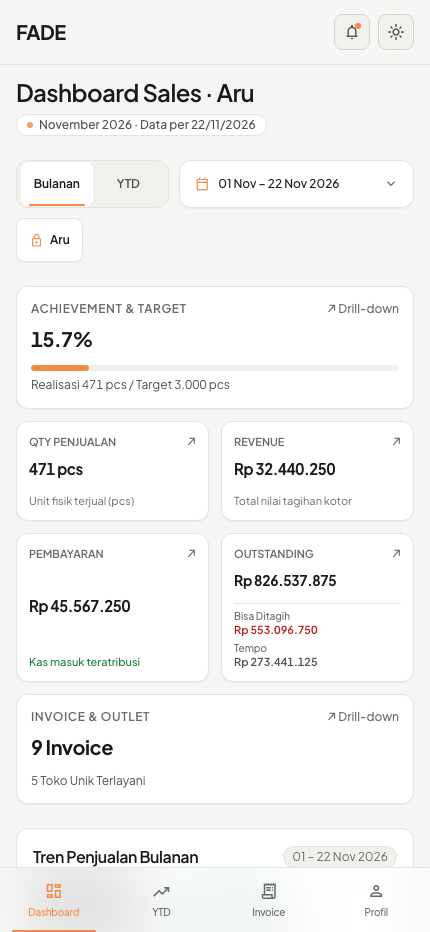 FADE
Dashboard Sales · Aru
November 2026 · Data per 22/11/2026
Bulanan
YTD
01 Nov – 22 Nov 2026
Aru
ACHIEVEMENT & TARGET
Drill-down
15.7%
Realisasi 471 pcs / Target 3.000 pcs
QTY PENJUALAN
471 pcs
Unit fisik terjual (pcs)
REVENUE
Rp 32.440.250
Total nilai tagihan kotor
PEMBAYARAN
Rp 45.567.250
Kas masuk teratribusi
OUTSTANDING
Rp 826.537.875
Bisa Ditagih
Rp 553.096.750
Tempo
Rp 273.441.125
INVOICE & OUTLET
Drill-down
9 Invoice
5 Toko Unik Terlayani
Tren Penjualan Bulanan
01 – 22 Nov 2026
Dashboard
YTD
Invoice
Profil